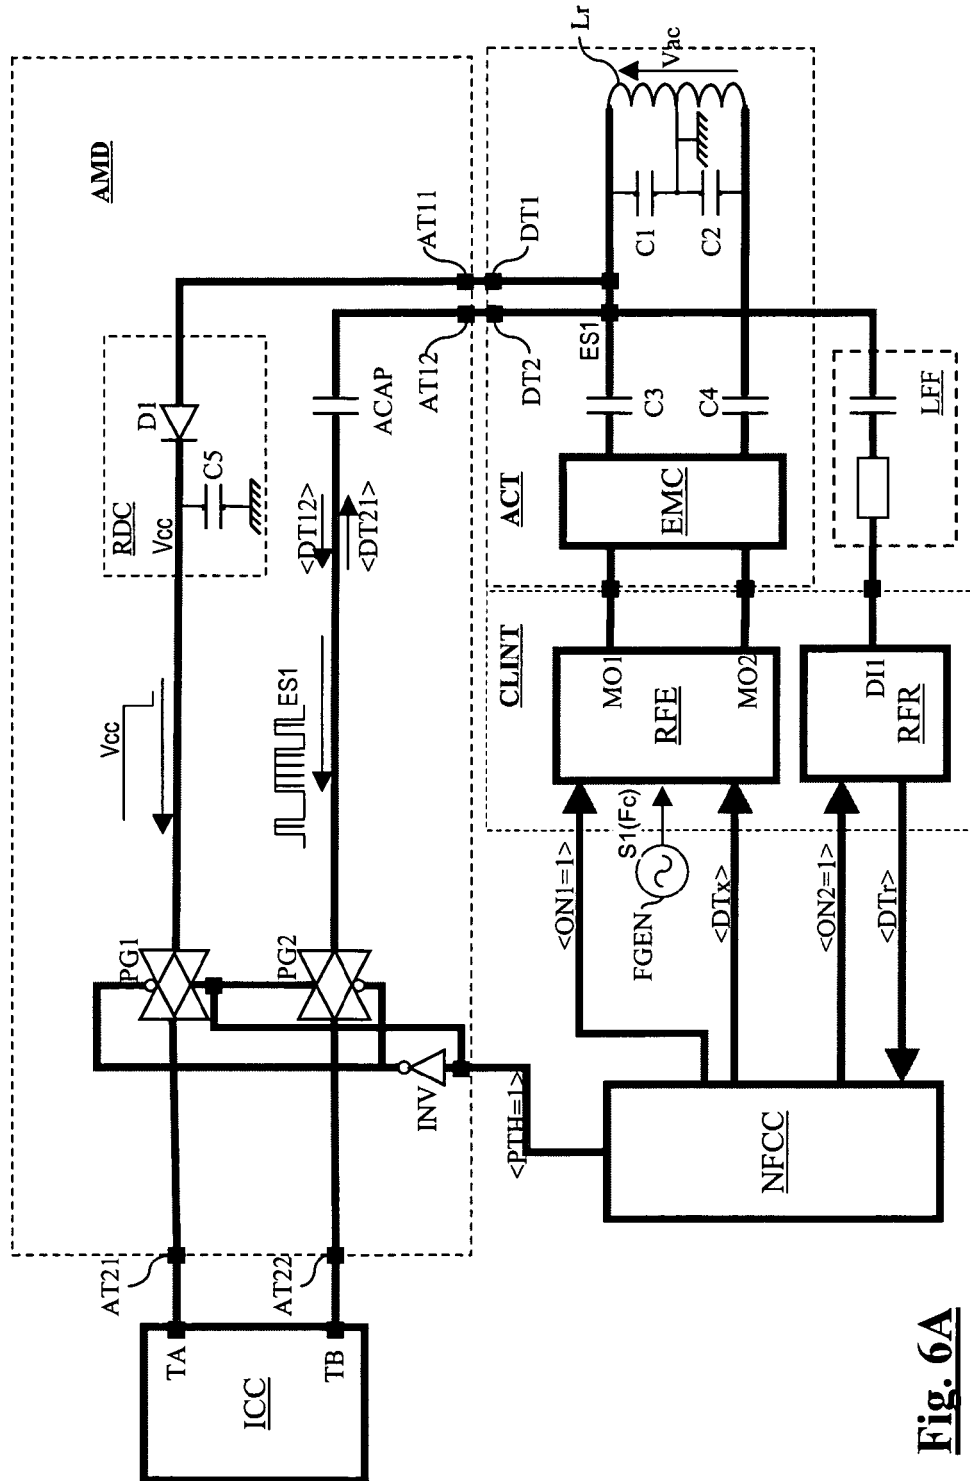 AMD
RDC
D1
Vcc
C5
Vcc
ES1
<DT12>
<DT21>
ACAP
AT11
AT12
DT1
DT2
PG1
PG2
INV
AT21
AT22
TA
TB
ICC
<PTH=1>
NFCC
<ON1=1>
S1(Fc)
FGEN
<DTx>
<ON2=1>
<DTr>
CLINT
MO1
RFE
MO2
DI1
RFR
ACT
EMC
ES1
C3
C4
C1
C2
Lr
Vac
LFF
Fig. 6A